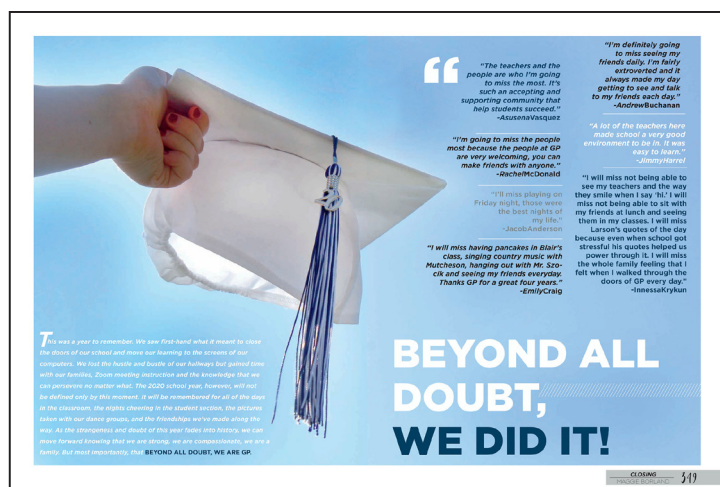 “The teachers and the
people are who I’m going
to miss the most. It’s
such an accepting and
supporting community that
help students succeed.”
-AsusenaVasquez
“I’m going to miss the people
most because the people at GP
are very welcoming, you can
make friends with anyone.”
-RachelMcDonald
“I’ll miss playing on
Friday night, those were
the best nights of
my life.”
-JacobAnderson
“I will miss having pancakes in Blair’s
class, singing country music with
Mutcheson, hanging out with Mr. Szo-
cik and seeing my friends everyday.
Thanks GP for a great four years.”
-EmilyCraig
“I’m definitely going
to miss seeing my
friends daily. I’m fairly
extroverted and it
always made my day
getting to see and talk
to my friends each day.”
-AndrewBuchanan
“A lot of the teachers here
made school a very good
environment to be in. It was
easy to learn.”
-JimmyHarrel
“I will miss not being able to
see my teachers and the way
they smile when I say ‘hi.’ I will
miss not being able to sit with
my friends at lunch and seeing
them in my classes. I will miss
Larson’s quotes of the day
because even when school got
stressful his quotes helped us
power through it. I will miss
the whole family feeling that I
felt when I walked through the
doors of GP every day.”
-InnessaKrykun
This was a year to remember. We saw first-hand what it meant to close
the doors of our school and move our learning to the screens of our
computers. We lost the hustle and bustle of our hallways but gained time
with our families, Zoom meeting instruction and the knowledge that we
can persevere no matter what. The 2020 school year, however, will not
be defined only by this moment. It will be remembered for all of the days
in the classroom, the nights cheering in the student section, the pictures
taken with our dance groups, and the friendships we’ve made along the
way. As the strangeness and doubt of this year fades into history, we can
move forward knowing that we are strong, we are compassionate, we are a
family. But most importantly, that BEYOND ALL DOUBT, WE ARE GP.
BEYOND ALL
DOUBT,
WE DID IT!
CLOSING
MAGGIE BORLAND
549